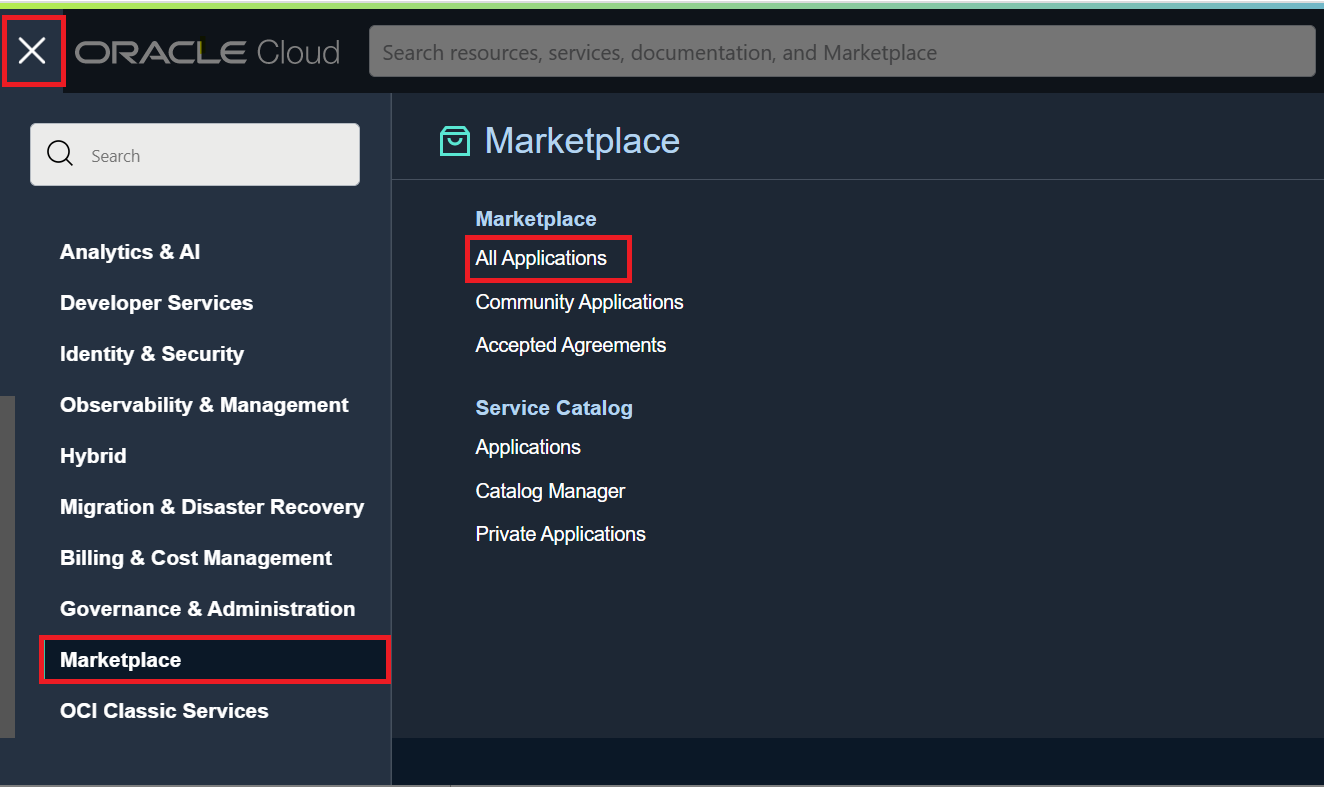 ORACLE Cloud
Search resources, services, documentation, and Marketplace
Search
Analytics & AI
Developer Services
Identity & Security
Observability & Management
Hybrid
Migration & Disaster Recovery
Billing & Cost Management
Governance & Administration
Marketplace
OCI Classic Services
Marketplace
Marketplace
All Applications
Community Applications
Accepted Agreements
Service Catalog
Applications
Catalog Manager
Private Applications